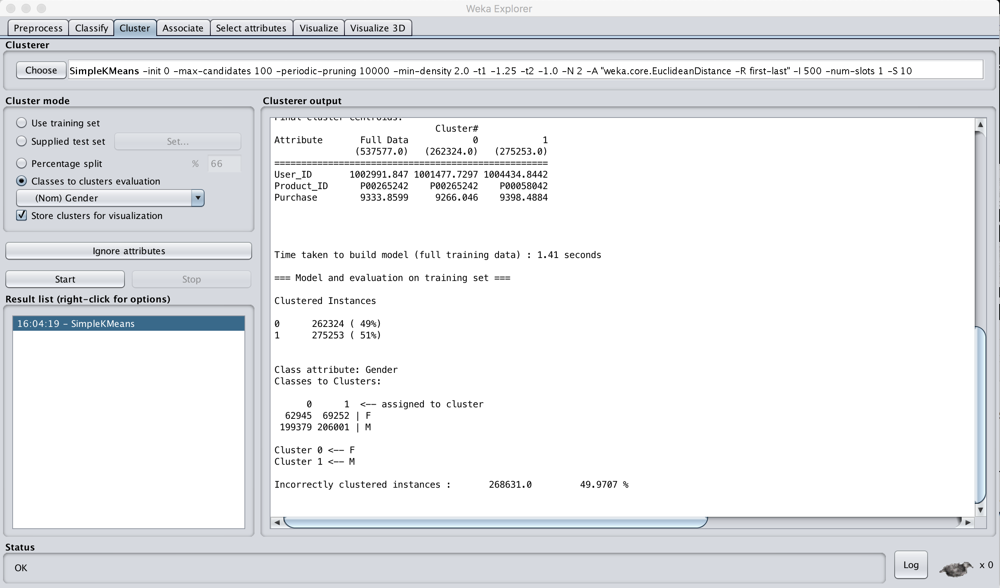 Weka Explorer
Preprocess Classify Cluster Associate Select attributes Visualize Visualize 3D
Clusterer
Choose SimpleKMeans -init 0 -max-candidates 100 -periodic-pruning 10000 -min-density 2.0 -t1 -1.25 -t2 -1.0 -N 2 -A "weka.core.EuclideanDistance -R first-last" -I 500 -num-slots 1 -S 10
Cluster mode
Use training set
Supplied test set Set...
Percentage split % 66
Classes to clusters evaluation
(Nom) Gender
Store clusters for visualization
Ignore attributes
Start Stop
Result list (right-click for options)
16:04:19 - SimpleKMeans
Clusterer output
Final cluster centroids:
Cluster#
Attribute Full Data 0 1
(537577.0) (262324.0) (275253.0)
===================================================
User_ID 1002991.847 1001477.7297 1004434.8442
Product_ID P00265242 P00265242 P00058042
Purchase 9333.8599 9266.046 9398.4884
Time taken to build model (full training data) : 1.41 seconds
=== Model and evaluation on training set ===
Clustered Instances
0 262324 ( 49%)
1 275253 ( 51%)
Class attribute: Gender
Classes to Clusters:
0 1 <-- assigned to cluster
62945 69252 | F
199379 206001 | M
Cluster 0 <-- F
Cluster 1 <-- M
Incorrectly clustered instances : 268631.0 49.9707 %
Status
OK
Log x 0